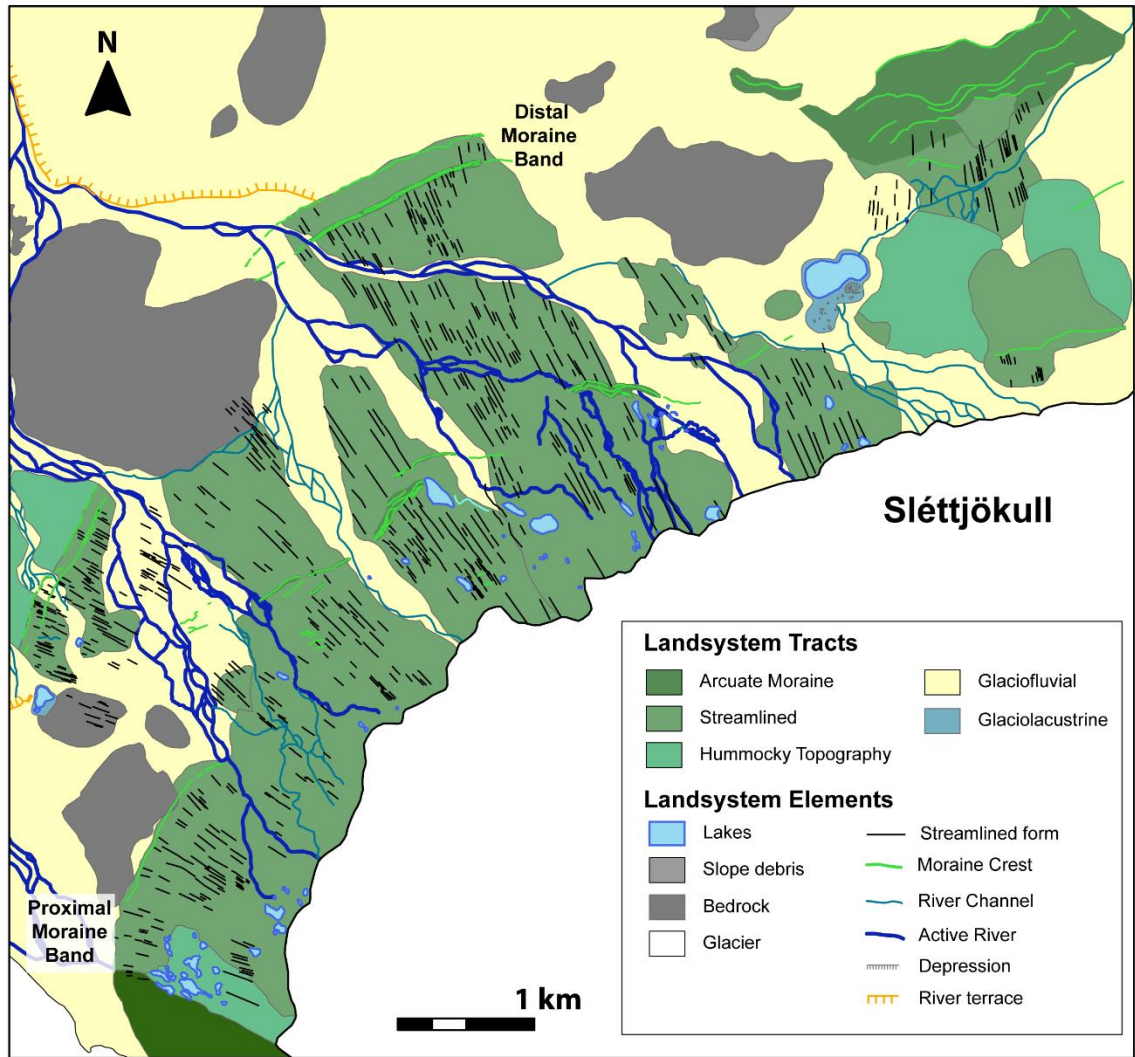 N
Distal
Moraine
Band
Sléttjökull
Proximal
Moraine
Band
1 km
Landsystem Tracts
Arcuate Moraine
Streamlined
Hummocky Topography
Glaciofluvial
Glaciolacustrine
Landsystem Elements
Lakes
Slope debris
Bedrock
Glacier
Streamlined form
Moraine Crest
River Channel
Active River
Depression
River terrace